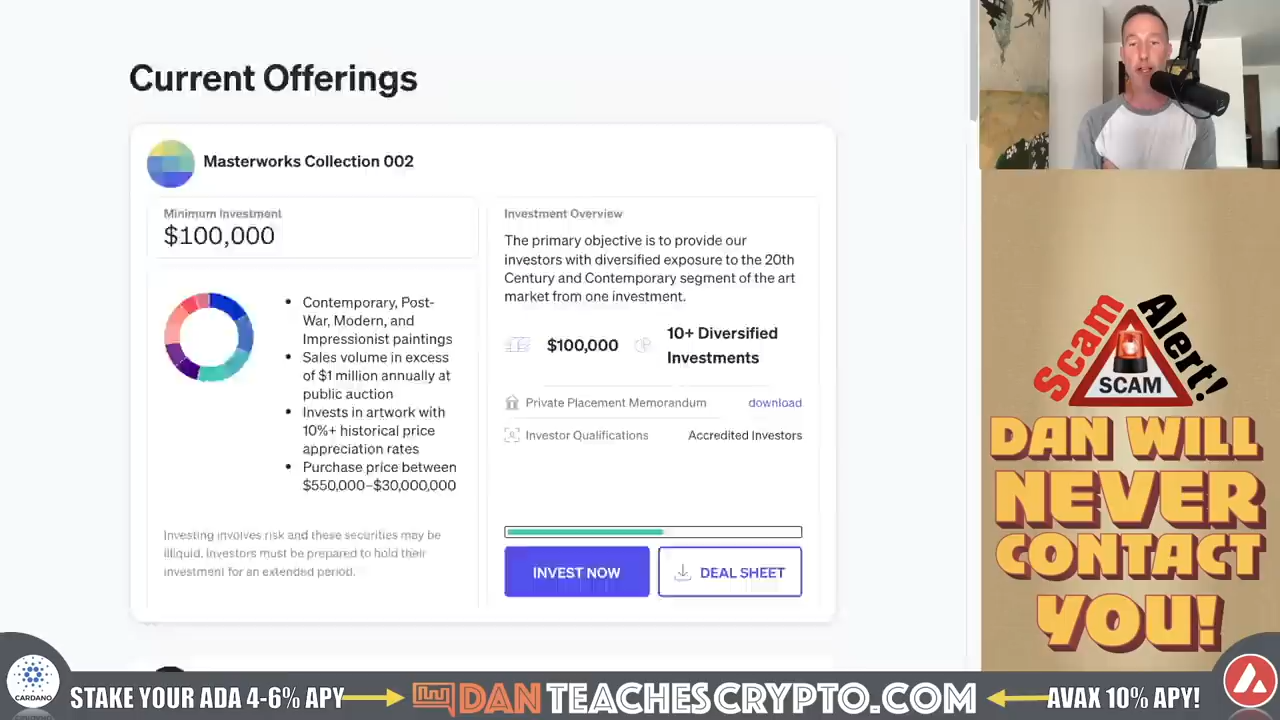 Current Offerings
Masterworks Collection 002
Minimum Investment
$100,000
• Contemporary, Post-
War, Modern, and
Impressionist paintings
• Sales volume in excess
of $1 million annually at
public auction
• Invests in artwork with
10%+ historical price
appreciation rates
• Purchase price between
$550,000–$30,000,000
Investing involves risk and these securities may be
illiquid. Investors must be prepared to hold their
investment for an extended period.
Investment Overview
The primary objective is to provide our
investors with diversified exposure to the 20th
Century and Contemporary segment of the art
market from one investment.
$100,000
10+ Diversified
Investments
Private Placement Memorandum download
Investor Qualifications Accredited Investors
INVEST NOW
DEAL SHEET
Scam Alert!
SCAM
DAN WILL
NEVER
CONTACT
YOU!
CARDANO
STAKE YOUR ADA 4-6% APY
DANTEACHESCRYPTO.COM
AVAX 10% APY!